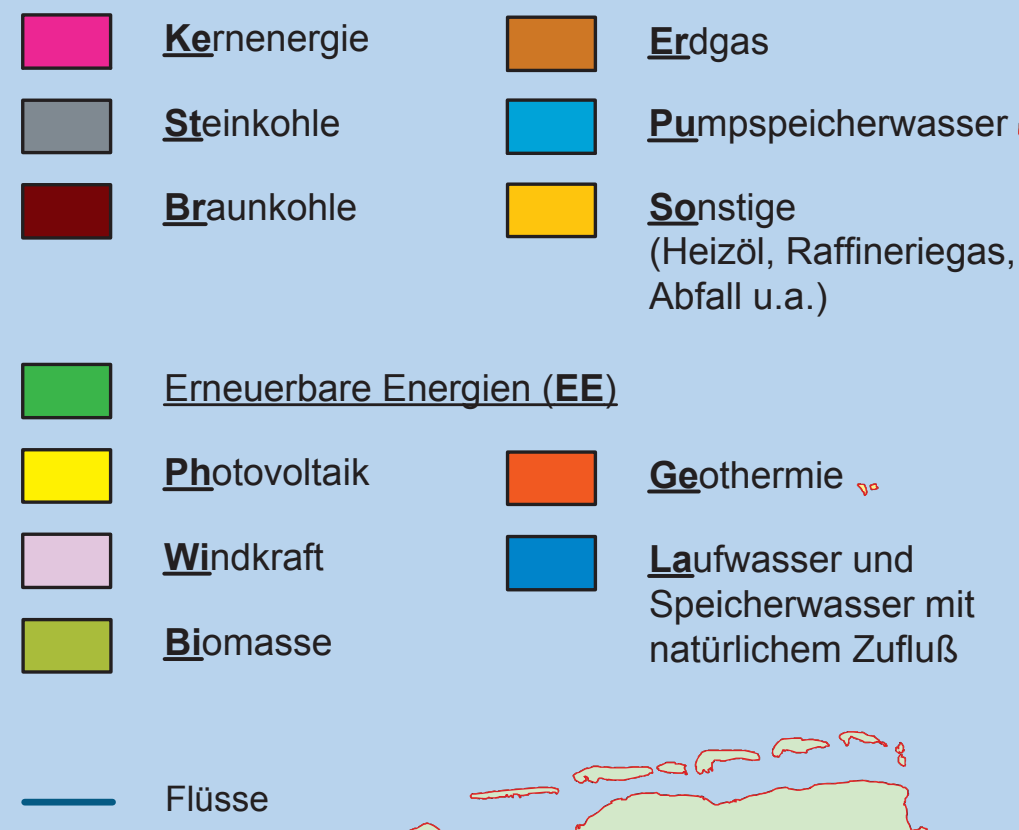 Kernenergie
Steinkohle
Braunkohle
Erdgas
Pumpspeicherwasser
Sonstige
(Heizöl, Raffineriegas,
Abfall u.a.)
Erneuerbare Energien (EE)
Photovoltaik
Windkraft
Biomasse
Geothermie
Laufwasser und
Speicherwasser mit
natürlichem Zufluß
Flüsse